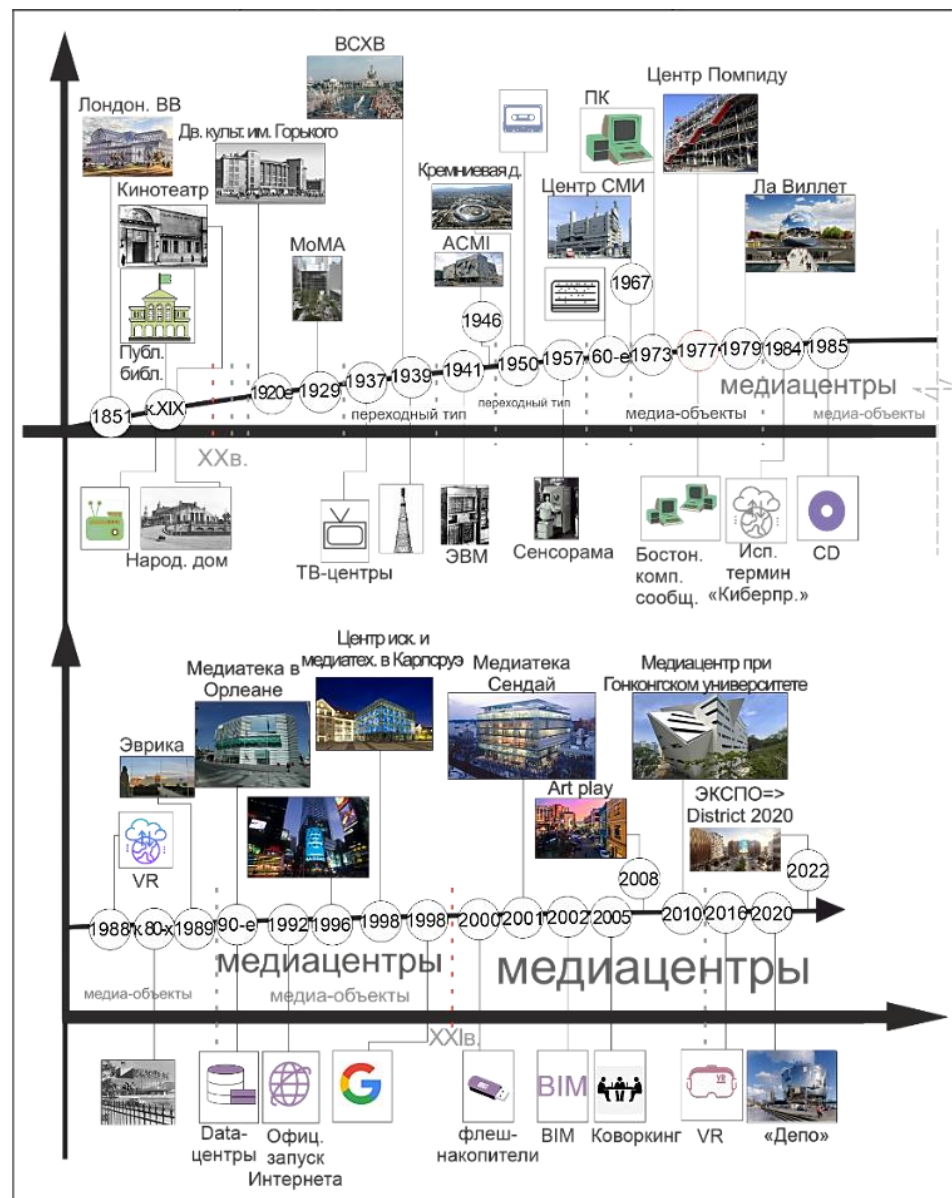 ВСХВ
ПК
Центр Помпиду
Лондон. ВВ
Дв. культ. им. Горького
Кинотеатр
Кремниевая д.
Центр СМИ
Ла Виллет
МоМА
ACMI
Публ.
библ.
1946
1967
1851
к.XIX
1920е
1929
1937
1939
1941
1950
1957
60-е
1973
1977
1979
1984
1985
медиацентры
переходный тип
переходный тип
медиа-объекты
медиа-объекты
XXв.
Народ. дом
ТВ-центры
ЭВМ
Сенсорама
Бостон.
комп.
сообщ.
Исп.
термин
«Киберпр.»
CD
Центр иск. и
медиатех. в Карлсруэ
Медиатека в
Орлеане
Медиатека
Сендай
Медиацентр при
Гонконгском университете
Эврика
Art play
ЭКСПО=>
District 2020
VR
2008
2022
1988
к.80-х
1989
90-е
1992
1996
1998
1998
2000
2001
2002
2005
2010
2016
2020
медиацентры
медиацентры
медиа-объекты
медиа-объекты
XXIв.
G
BIM
VR
Data-
центры
Офиц.
запуск
Интернета
флеш-
накопители
BIM
Коворкинг
VR
«Депо»